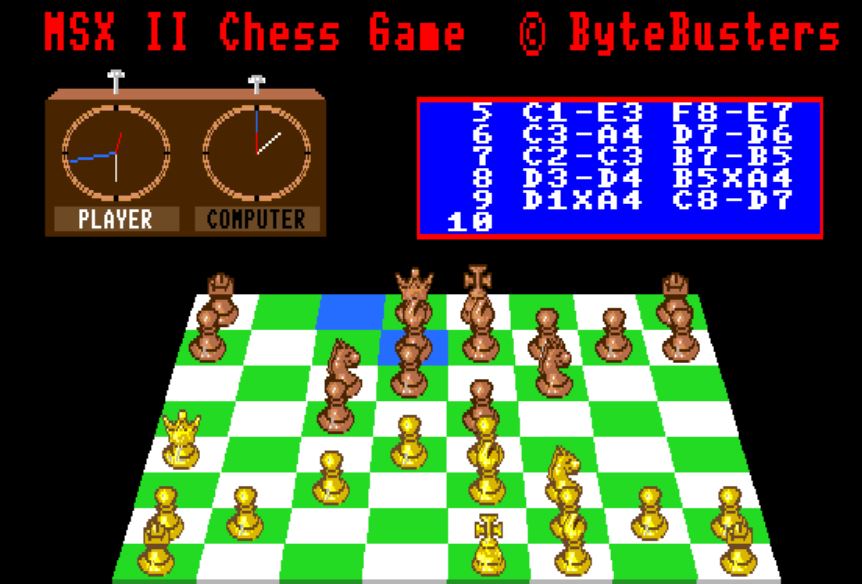 MSX II Chess Game © ByteBusters
5 C1-E3 F8-E7
6 C3-A4 D7-D6
7 C2-C3 B7-B5
8 D3-D4 B5XA4
9 D1XA4 C8-D7
10
PLAYER COMPUTER